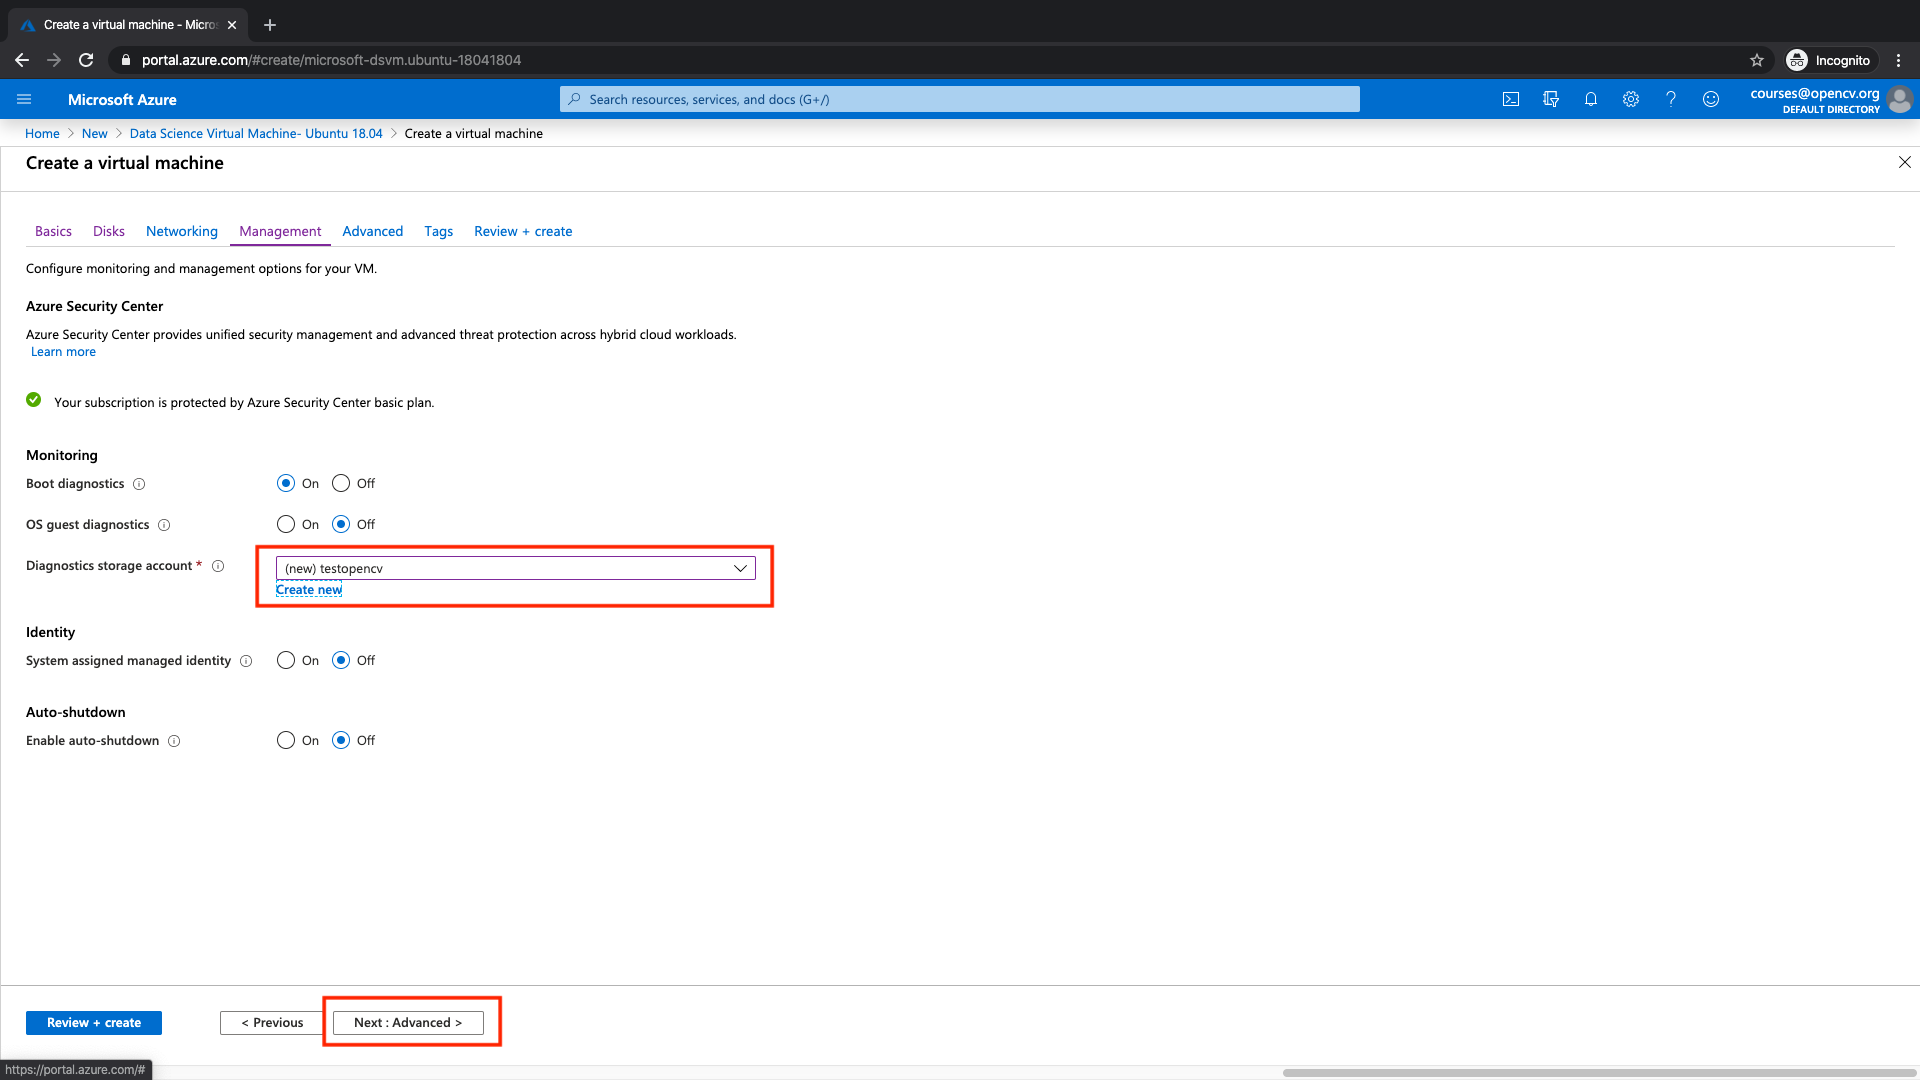 Create a virtual machine - Micros
portal.azure.com/#create/microsoft-dsvm.ubuntu-18041804
Incognito
Microsoft Azure
Search resources, services, and docs (G+/)
courses@opencv.org
DEFAULT DIRECTORY
Home > New > Data Science Virtual Machine- Ubuntu 18.04 > Create a virtual machine
Create a virtual machine
Basics Disks Networking Management Advanced Tags Review + create
Configure monitoring and management options for your VM.
Azure Security Center
Azure Security Center provides unified security management and advanced threat protection across hybrid cloud workloads.
Learn more
Your subscription is protected by Azure Security Center basic plan.
Monitoring
Boot diagnostics On Off
OS guest diagnostics On Off
Diagnostics storage account * (new) testopencv
Create new
Identity
System assigned managed identity On Off
Auto-shutdown
Enable auto-shutdown On Off
Review + create < Previous Next : Advanced >
https://portal.azure.com/#